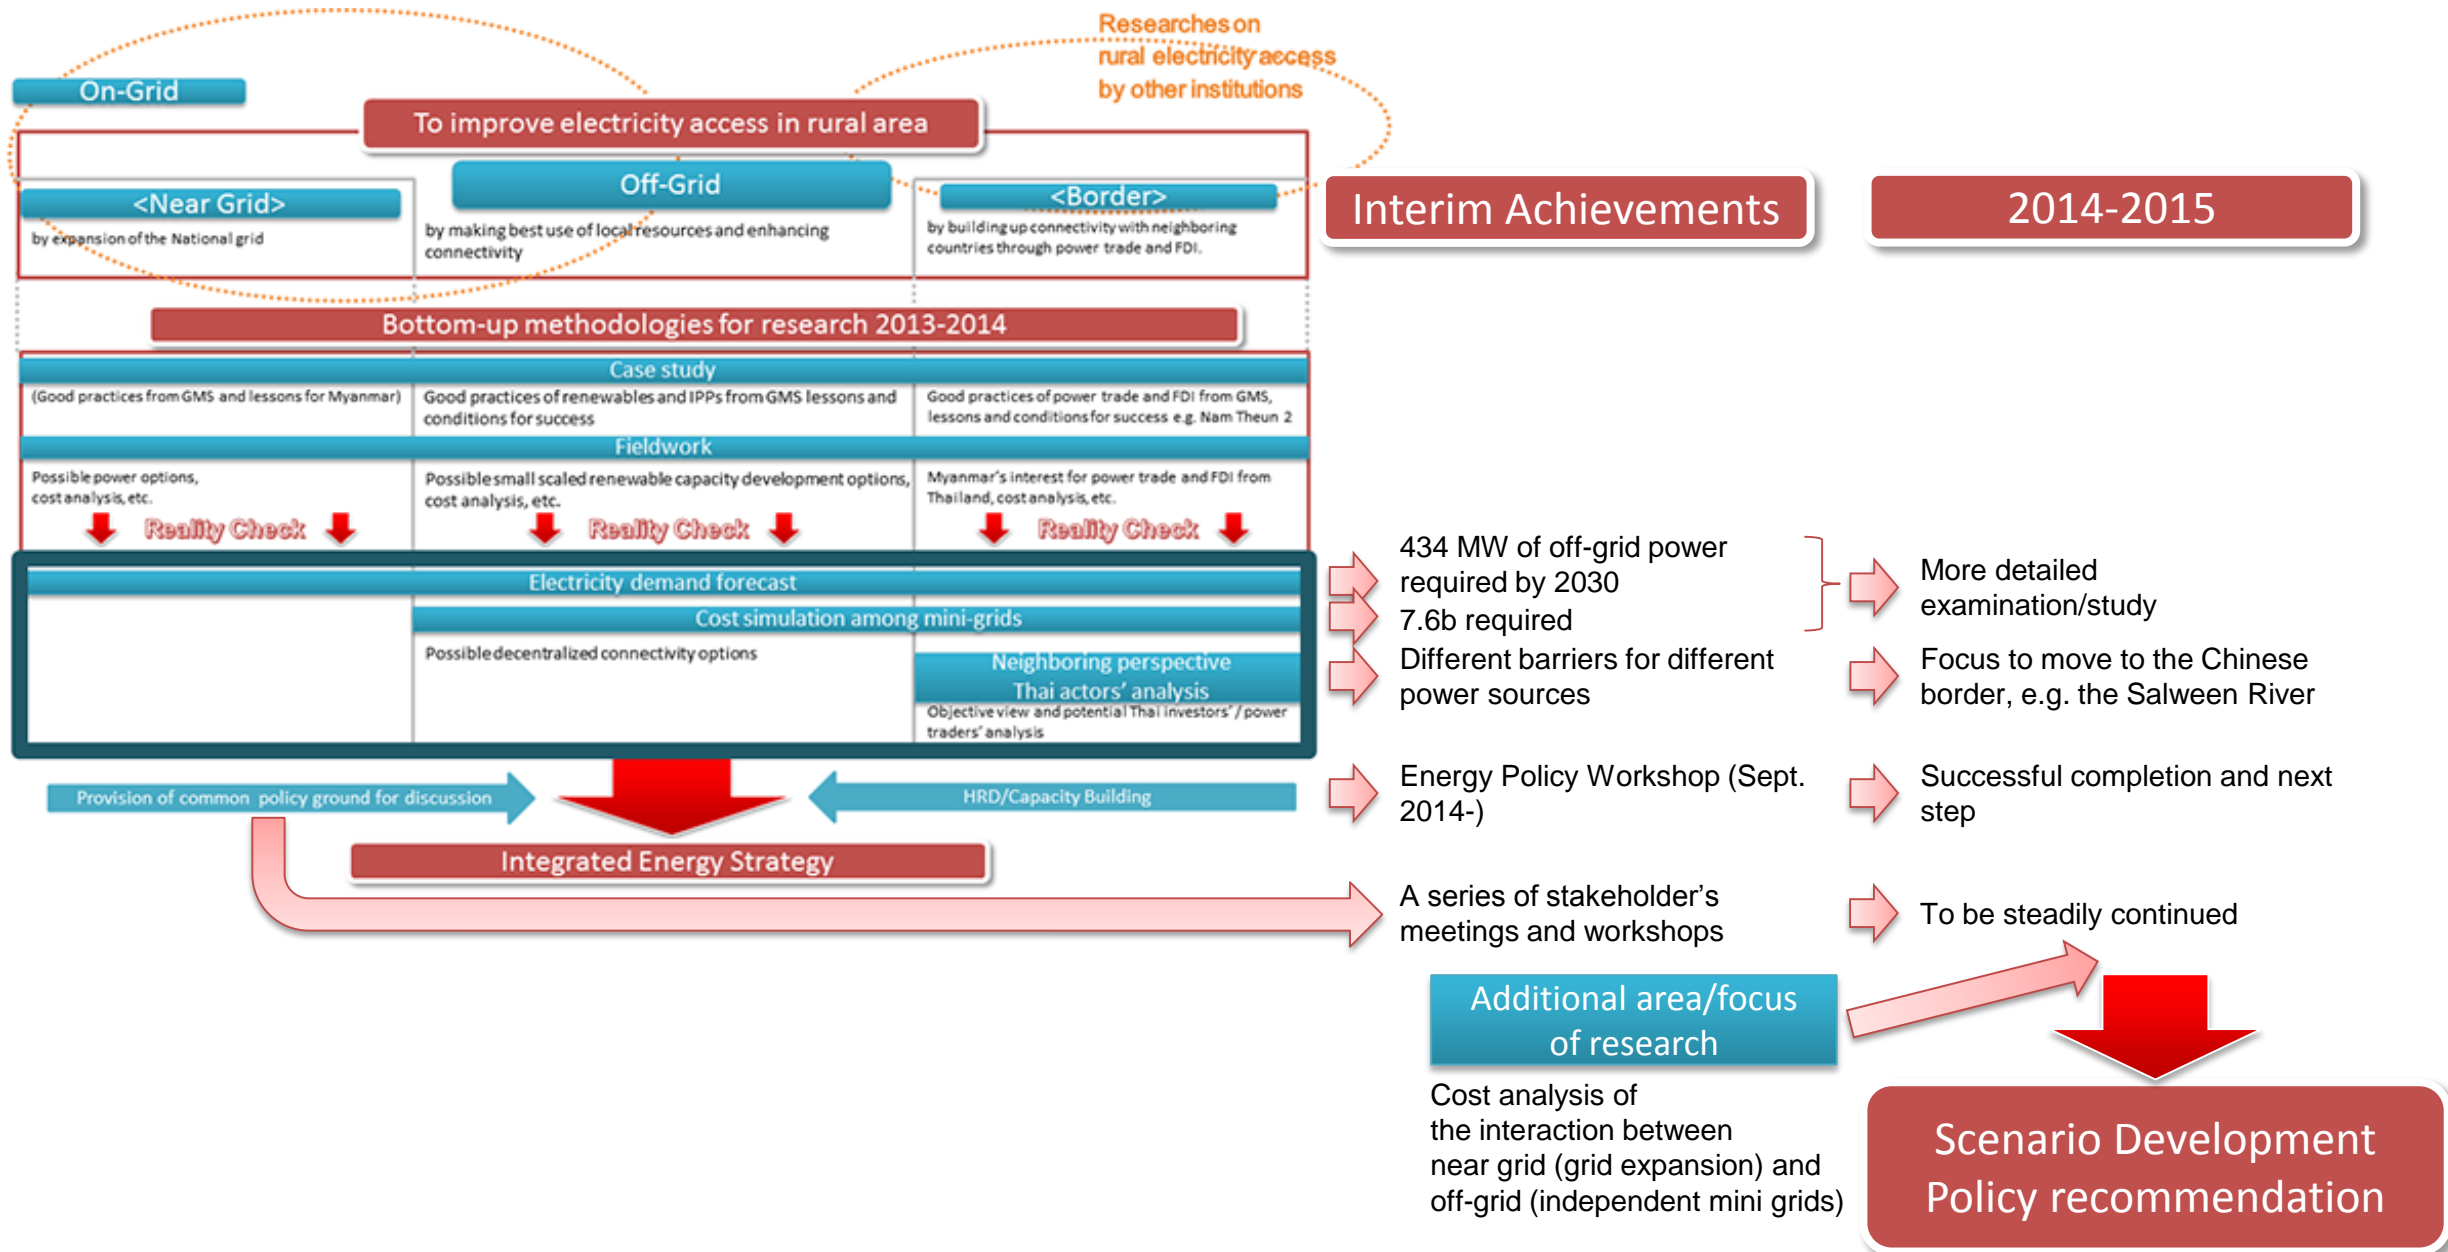 Researches on
rural electricity access
by other institutions
On-Grid
To improve electricity access in rural area
<Near Grid>
by expansion of the National grid
Off-Grid
by making best use of local resources and enhancing
connectivity
<Border>
by building up connectivity with neighboring
countries through power trade and FDI.
Interim Achievements
2014-2015
Bottom-up methodologies for research 2013-2014
Case study
(Good practices from GMS and lessons for Myanmar)
Good practices of renewables and IPPs from GMS lessons and
conditions for success
Good practices of power trade and FDI from GMS,
lessons and conditions for success e.g. Nam Theun 2
Fieldwork
Possible power options,
cost analysis, etc.
Possible small scaled renewable capacity development options,
cost analysis, etc.
Myanmar's interest for power trade and FDI from
Thailand, cost analysis, etc.
Reality Check
Reality Check
Reality Check
Electricity demand forecast
Cost simulation among mini-grids
Possible decentralized connectivity options
Neighboring perspective
Thai actors' analysis
Objective view and potential Thai investors' / power
traders' analysis
434 MW of off-grid power
required by 2030
7.6b required
More detailed
examination/study
Different barriers for different
power sources
Focus to move to the Chinese
border, e.g. the Salween River
Provision of common policy ground for discussion
HRD/Capacity Building
Energy Policy Workshop (Sept.
2014-)
Successful completion and next
step
Integrated Energy Strategy
A series of stakeholder’s
meetings and workshops
To be steadily continued
Additional area/focus
of research
Cost analysis of
the interaction between
near grid (grid expansion) and
off-grid (independent mini grids)
Scenario Development
Policy recommendation